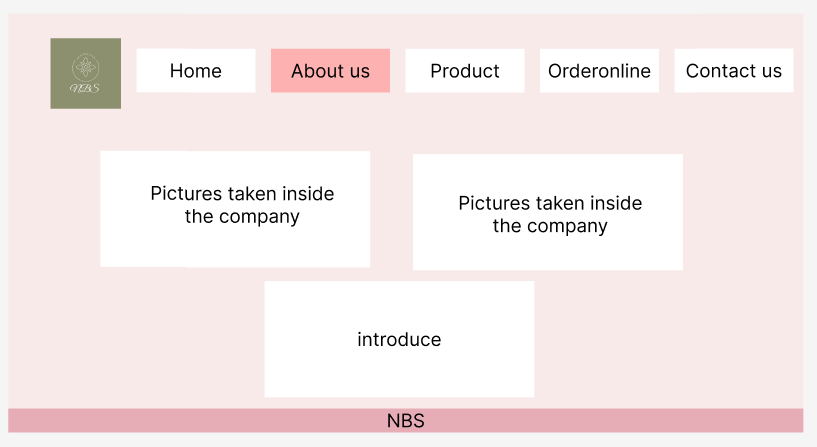 NBS
Home
About us
Product
Orderonline
Contact us
Pictures taken inside
the company
Pictures taken inside
the company
introduce
NBS